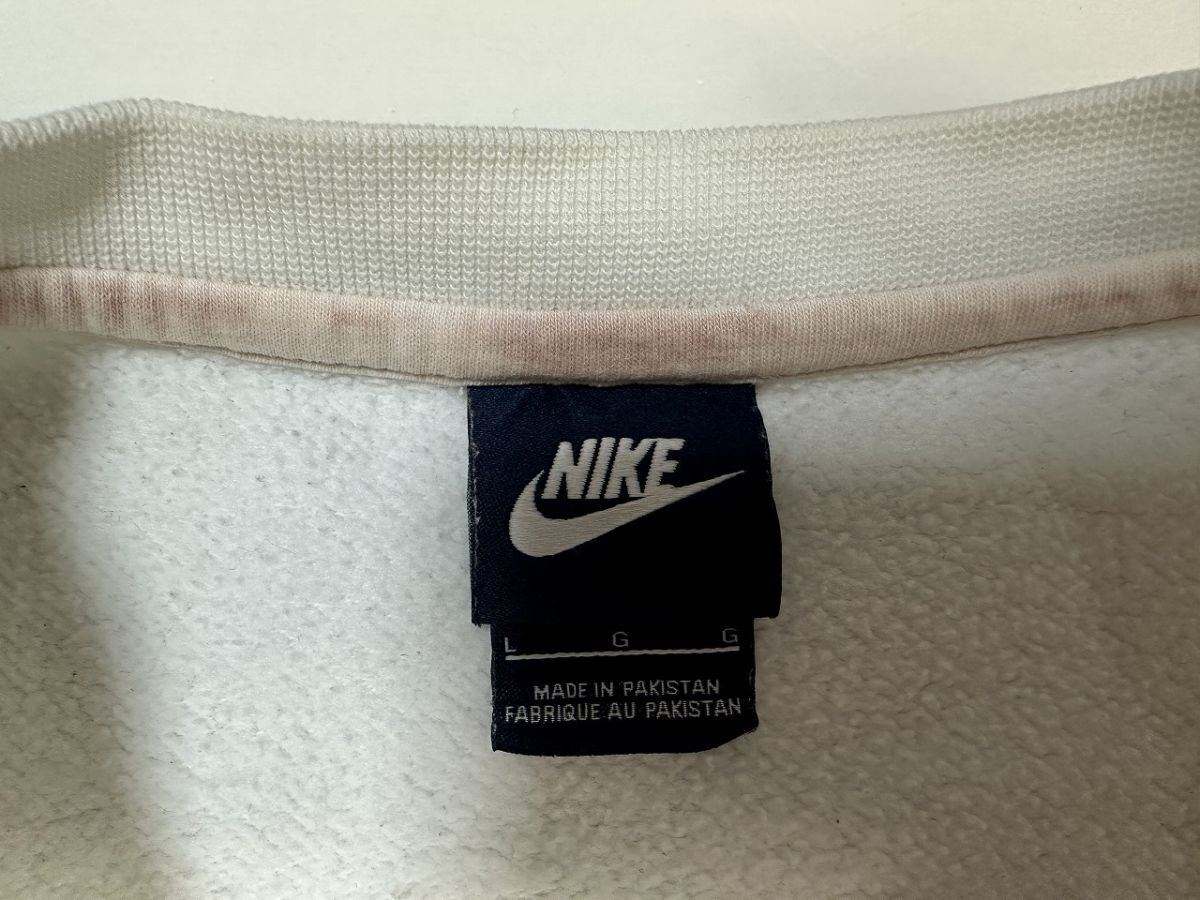 NIKE
L G G
MADE IN PAKISTAN
FABRIQUE AU PAKISTAN